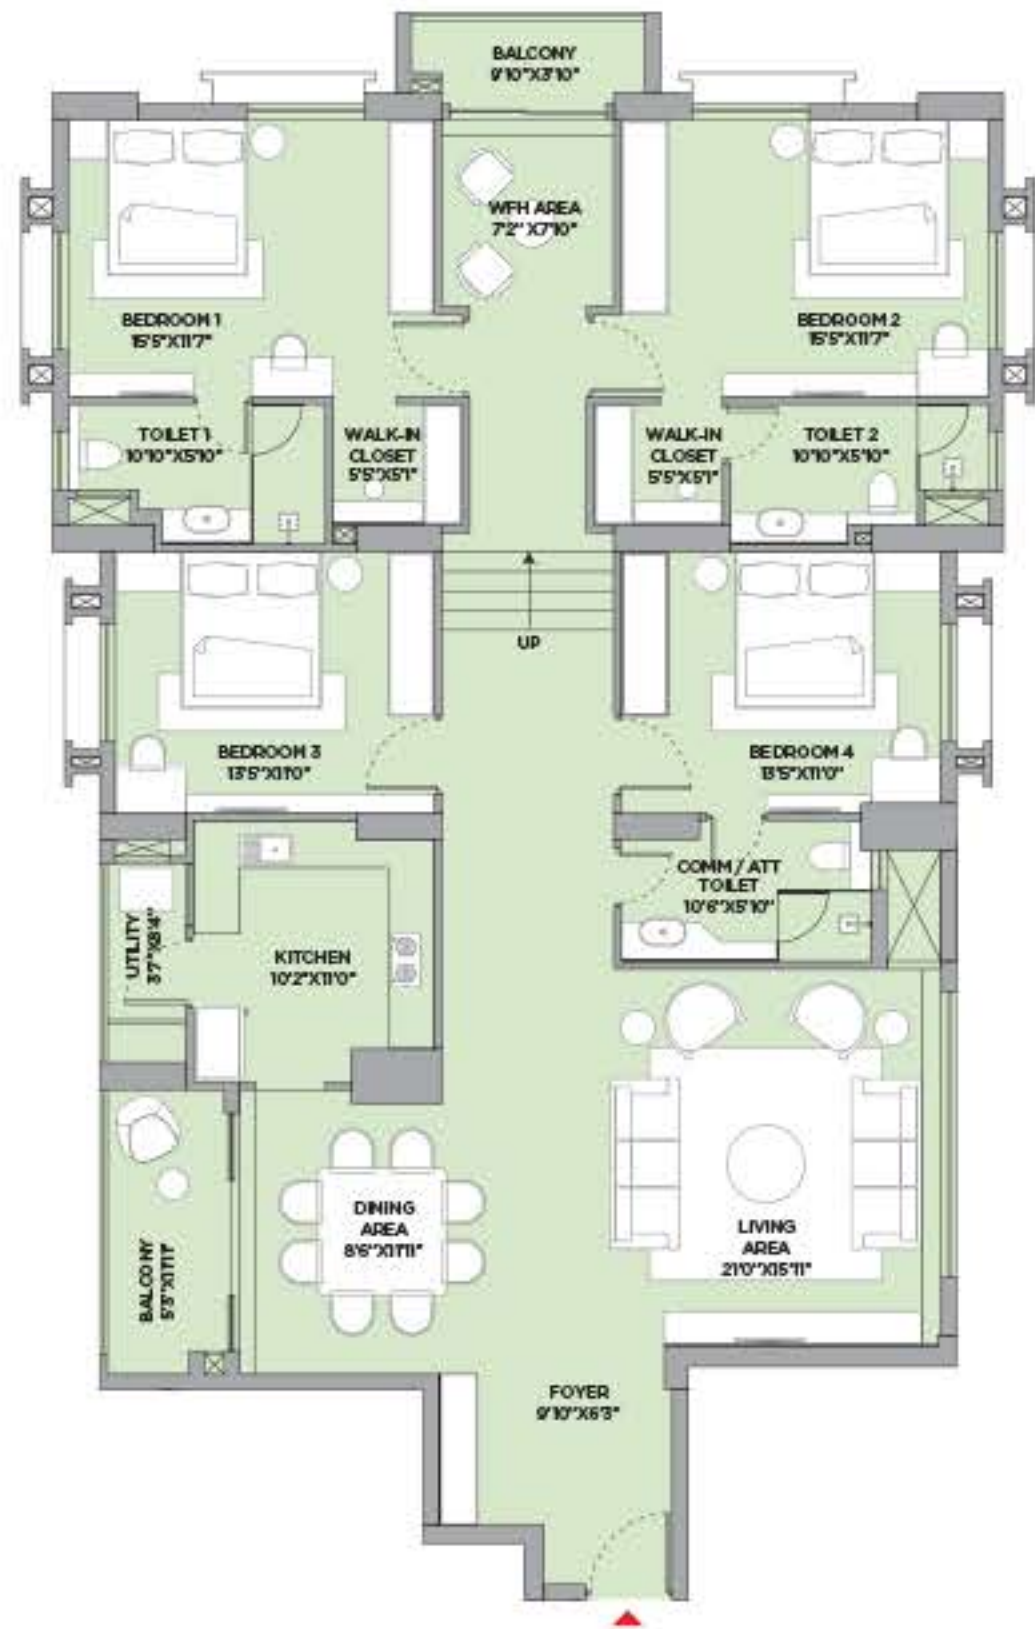 BALCONY
9'10"X3'10"
WFH AREA
7'2" X7'10"
BEDROOM 1
15'5"X11'7"
BEDROOM 2
15'5"X11'7"
TOILET 1
10'10"X5'10"
WALK-IN
CLOSET
5'5"X5'1"
WALK-IN
CLOSET
5'5"X5'1"
TOILET 2
10'10"X5'10"
UP
BEDROOM 3
13'5"X11'0"
BEDROOM 4
13'5"X11'0"
COMM / ATT
TOILET
10'6"X5'10"
UTILITY
3'7"X8'4"
KITCHEN
10'2"X11'0"
DINING
AREA
8'6"X11'11"
LIVING
AREA
21'0"X15'11"
BALCONY
5'3"X11'11"
FOYER
9'10"X6'3"